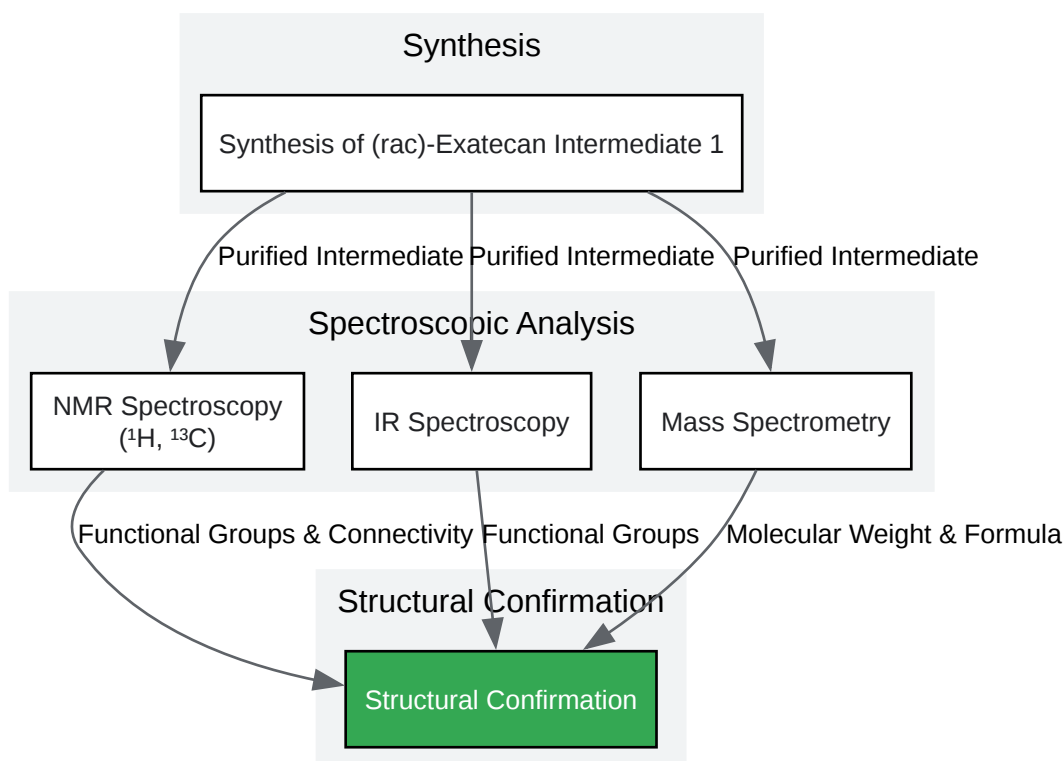 Synthesis
Synthesis of (rac)-Exatecan Intermediate 1
Purified Intermediate
Purified Intermediate
Purified Intermediate
Spectroscopic Analysis
NMR Spectroscopy
(¹H, ¹³C)
IR Spectroscopy
Mass Spectrometry
Functional Groups & Connectivity
Functional Groups
Molecular Weight & Formula
Structural Confirmation
Structural Confirmation